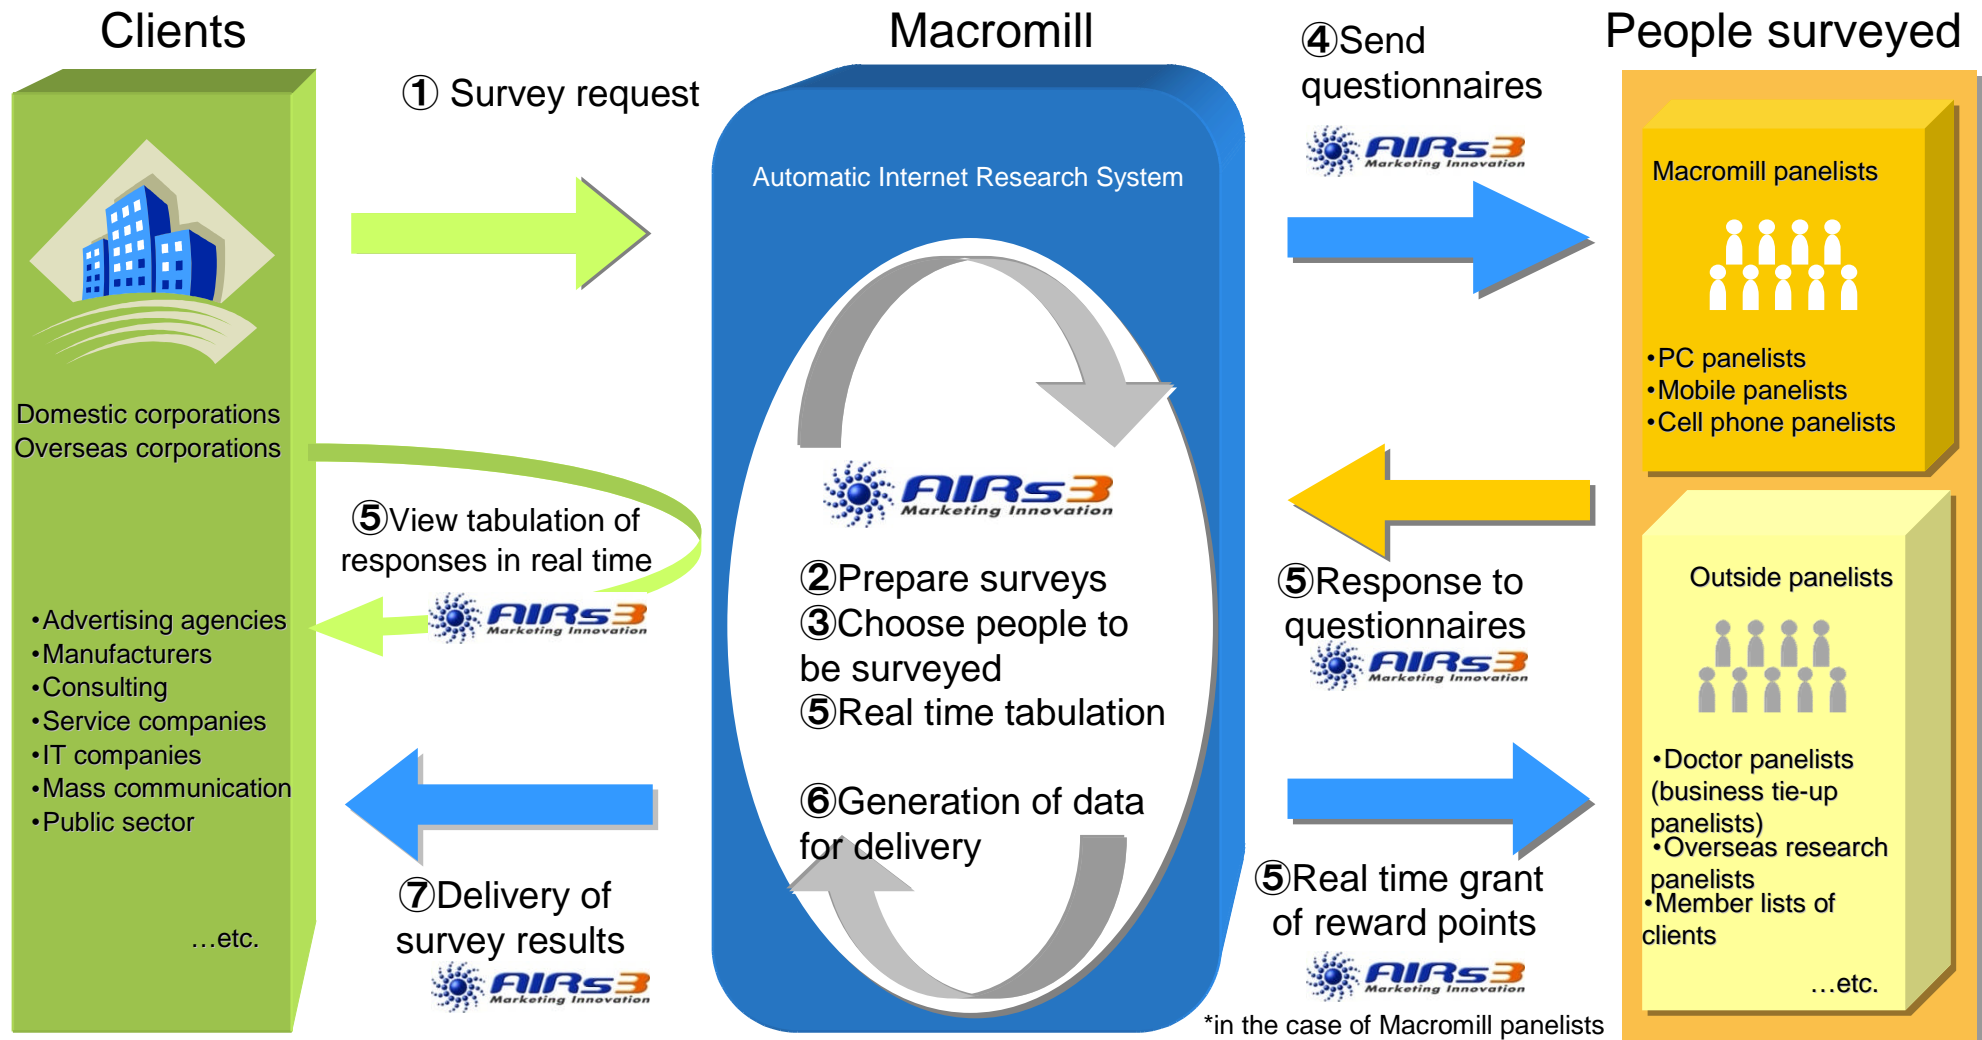 Clients
Macromill
People surveyed
① Survey request
④Send
questionnaires
AIRs3
Marketing Innovation
Automatic Internet Research System
Domestic corporations
Overseas corporations
⑤View tabulation of
responses in real time
AIRs3
Marketing Innovation
•Advertising agencies
•Manufacturers
•Consulting
•Service companies
•IT companies
•Mass communication
•Public sector
…etc.
⑦Delivery of
survey results
AIRs3
Marketing Innovation
AIRs3
Marketing Innovation
②Prepare surveys
③Choose people to
be surveyed
⑤Real time tabulation
⑥Generation of data
for delivery
⑤Response to
questionnaires
AIRs3
Marketing Innovation
⑤Real time grant
of reward points
AIRs3
Marketing Innovation
*in the case of Macromill panelists
Macromill panelists
•PC panelists
•Mobile panelists
•Cell phone panelists
Outside panelists
•Doctor panelists
(business tie-up
panelists)
•Overseas research
panelists
•Member lists of
clients
…etc.